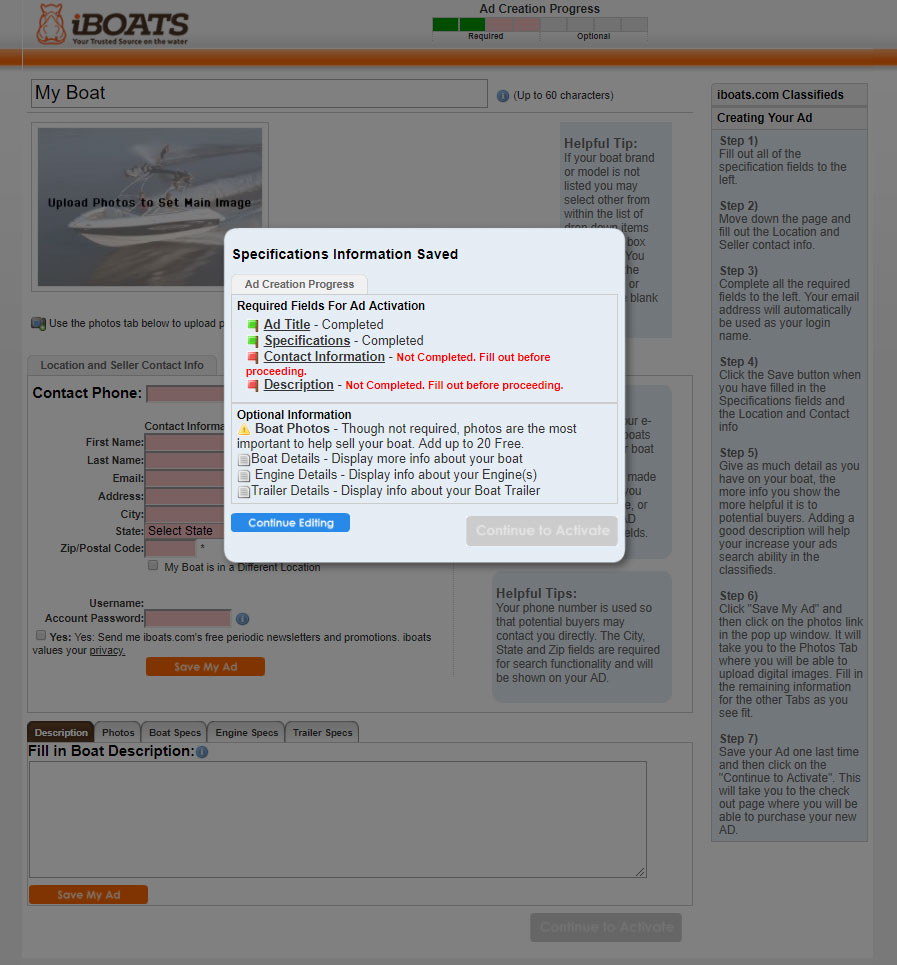 iBOATS
Your Trusted Source on the water
Ad Creation Progress
Required
Optional
My Boat
(Up to 60 characters)
Upload Photos to Set Main Image
Use the photos tab below to upload p
Helpful Tip:
If your boat brand
or model is not
listed you may
select other from
within the list of
drop down items
box
You
the
or
blank
Specifications Information Saved
Ad Creation Progress
Required Fields For Ad Activation
Ad Title - Completed
Specifications - Completed
Contact Information - Not Completed. Fill out before
proceeding.
Description - Not Completed. Fill out before proceeding.
Optional Information
Boat Photos - Though not required, photos are the most
important to help sell your boat. Add up to 20 Free.
Boat Details - Display more info about your boat
Engine Details - Display info about your Engine(s)
Trailer Details - Display info about your Boat Trailer
Continue Editing
Continue to Activate
Location and Seller Contact Info
Contact Phone:
Contact Informa
First Name:
Last Name:
Email:
Address:
City:
State: Select State
Zip/Postal Code: *
My Boat is in a Different Location
Username:
Account Password:
Yes: Yes: Send me iboats.com's free periodic newsletters and promotions. iboats
values your privacy.
Save My Ad
ur e-
boats
ur boat
made
you
e, or
AD
elds.
Helpful Tips:
Your phone number is used so
that potential buyers may
contact you directly. The City,
State and Zip fields are required
for search functionality and will
be shown on your AD.
Description
Photos
Boat Specs
Engine Specs
Trailer Specs
Fill in Boat Description:
Save My Ad
Continue to Activate
iboats.com Classifieds
Creating Your Ad
Step 1)
Fill out all of the
specification fields to the
left.
Step 2)
Move down the page and
fill out the Location and
Seller contact info.
Step 3)
Complete all the required
fields to the left. Your email
address will automatically
be used as your login
name.
Step 4)
Click the Save button when
you have filled in the
Specifications fields and
the Location and Contact
info
Step 5)
Give as much detail as you
have on your boat, the
more info you show the
more helpful it is to
potential buyers. Adding a
good description will help
your increase your ads
search ability in the
classifieds.
Step 6)
Click "Save My Ad" and
then click on the photos link
in the pop up window. It will
take you to the Photos Tab
where you will be able to
upload digital images. Fill in
the remaining information
for the other Tabs as you
see fit.
Step 7)
Save your Ad one last time
and then click on the
"Continue to Activate". This
will take you to the check
out page where you will be
able to purchase your new
AD.